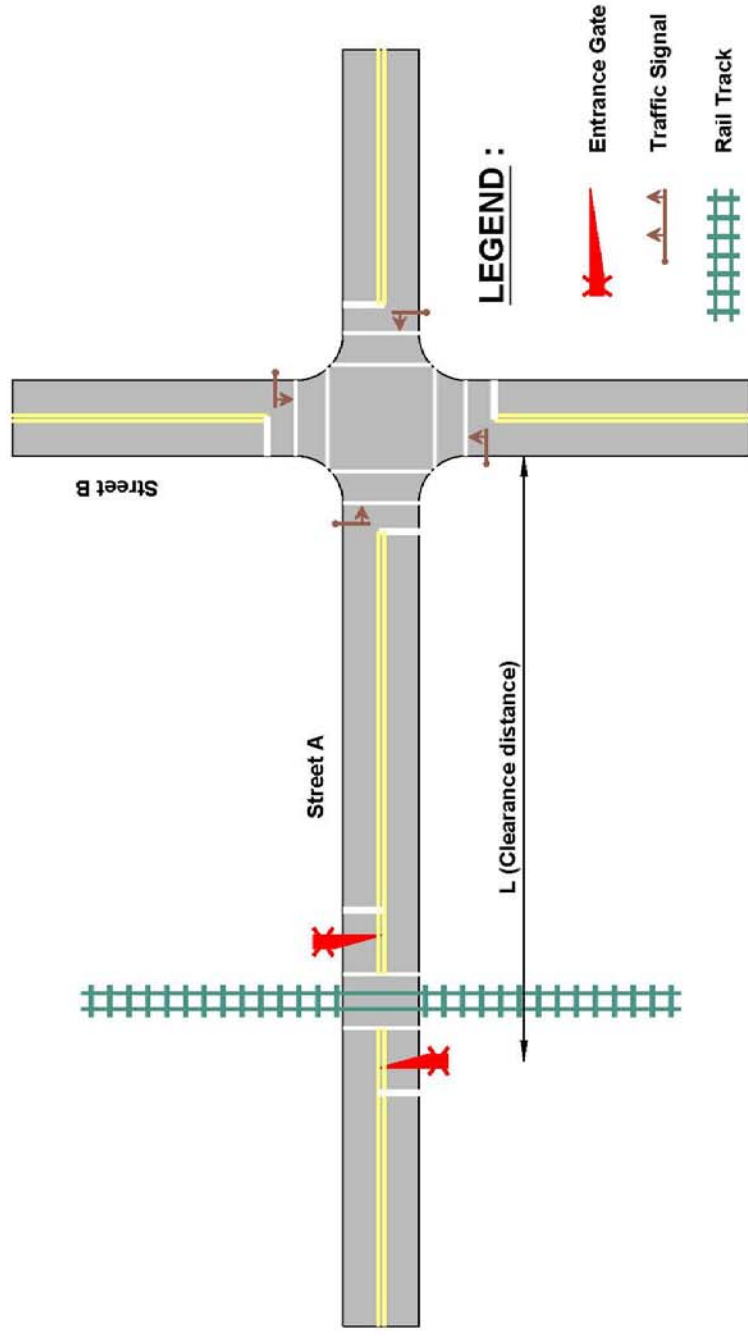 Street B
Street A
L (Clearance distance)
LEGEND :
Entrance Gate
Traffic Signal
Rail Track